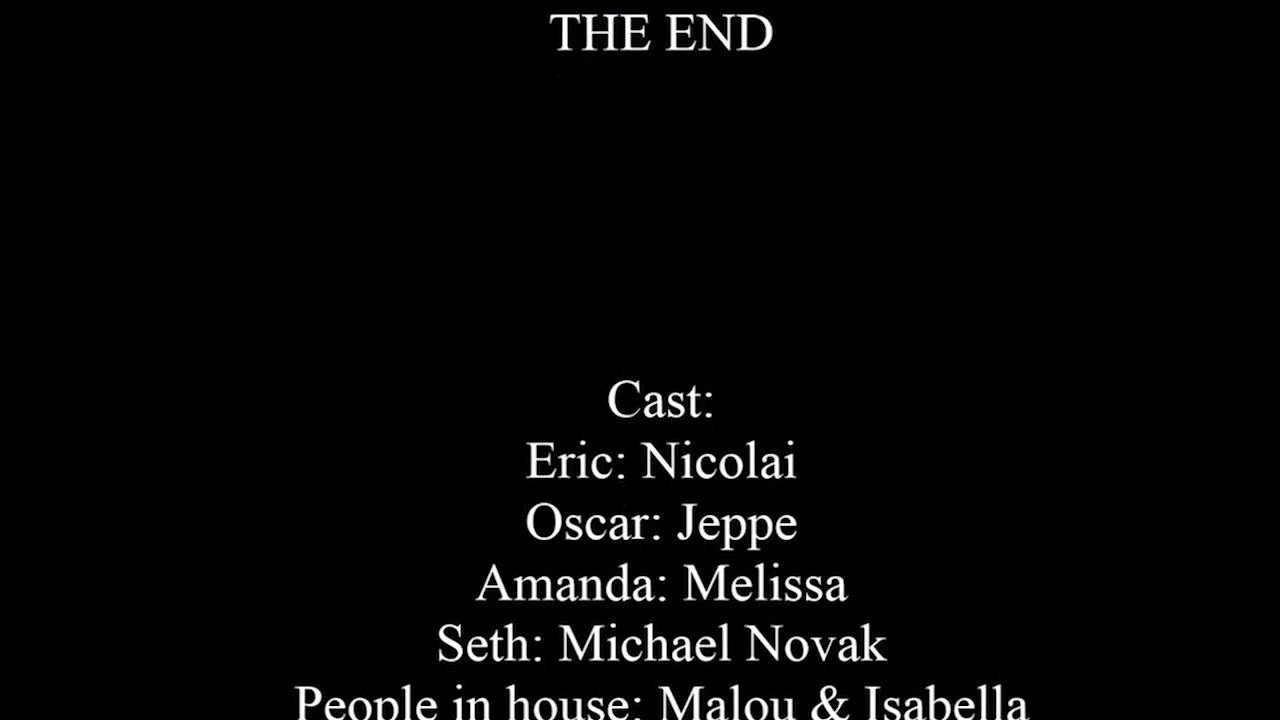 THE END
Cast:
Eric: Nicolai
Oscar: Jeppe
Amanda: Melissa
Seth: Michael Novak
People in house: Malou & Isabella